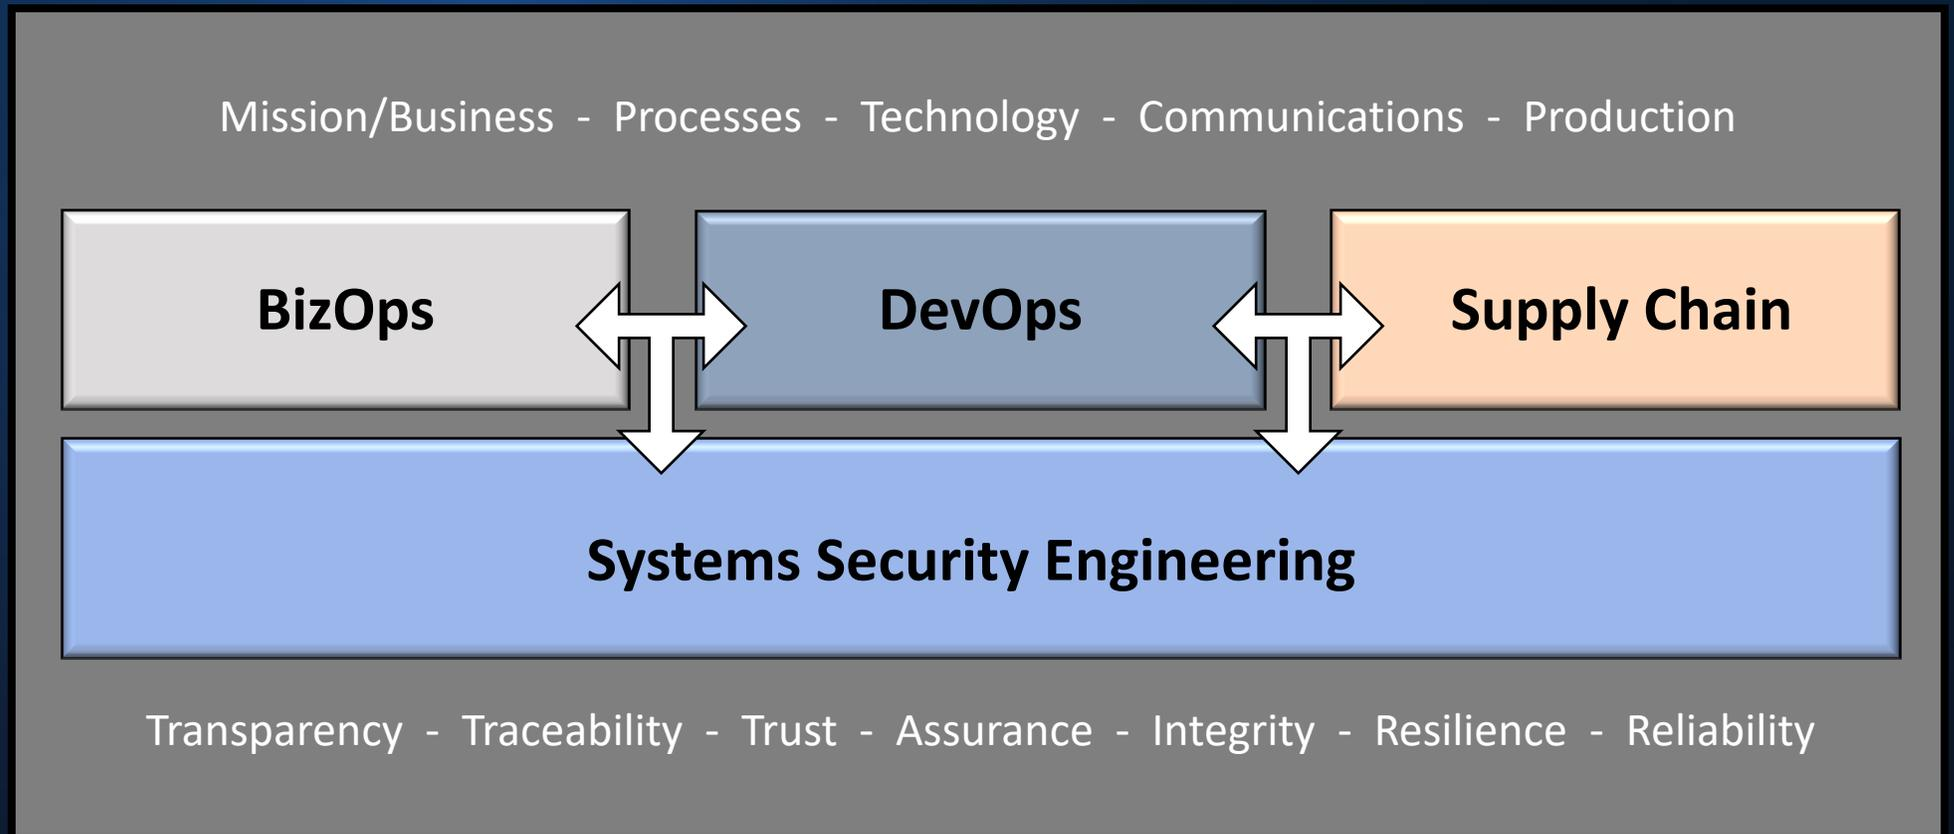 Mission/Business - Processes - Technology - Communications - Production
BizOps
DevOps
Supply Chain
Systems Security Engineering
Transparency - Traceability - Trust - Assurance - Integrity - Resilience - Reliability